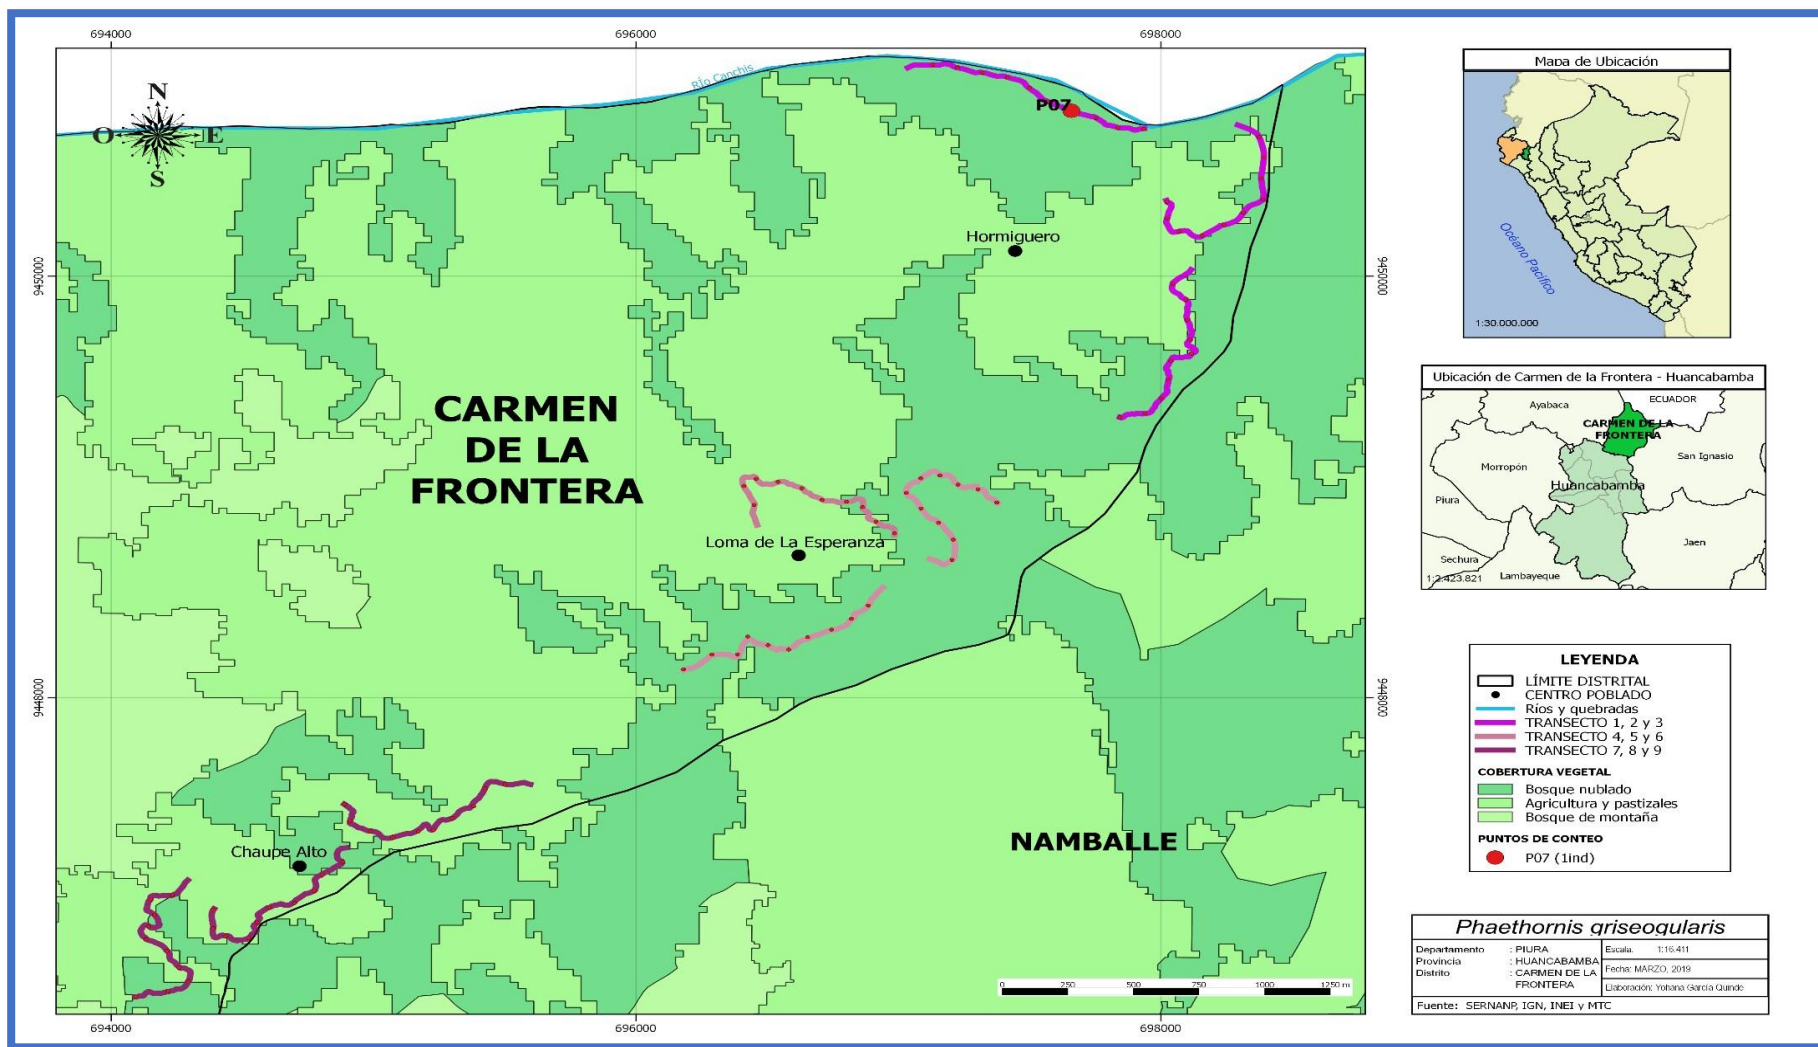 694000
696000
698000
Río Canchis
N
O
E
S
P07
Hormiguero
9450000
9450000
CARMEN
DE LA
FRONTERA
Loma de La Esperanza
9448000
9448000
Chaupe Alto
NAMBALLE
0
250
500
750
1000
1250 m
694000
696000
698000
Mapa de Ubicación
Océano Pacífico
1:30.000.000
Ubicación de Carmen de la Frontera - Huancabamba
Ayabaca
ECUADOR
CARMEN DE LA
FRONTERA
San Ignasio
Morropón
Huancabamba
Piura
Jaen
Sechura
1:2.423.821
Lambayeque
LEYENDA
LÍMITE DISTRITAL
CENTRO POBLADO
Ríos y quebradas
TRANSECTO 1, 2 y 3
TRANSECTO 4, 5 y 6
TRANSECTO 7, 8 y 9
COBERTURA VEGETAL
Bosque nublado
Agricultura y pastizales
Bosque de montaña
PUNTOS DE CONTEO
P07 (1ind)
Phaethornis griseogularis
Departamento : PIURA
Provincia : HUANCABAMBA
Distrito : CARMEN DE LA
FRONTERA
Escala: 1:16.411
Fecha: MARZO, 2019
Elaboración: Yohana García Quinde
Fuente: SERNANP, IGN, INEI y MTC